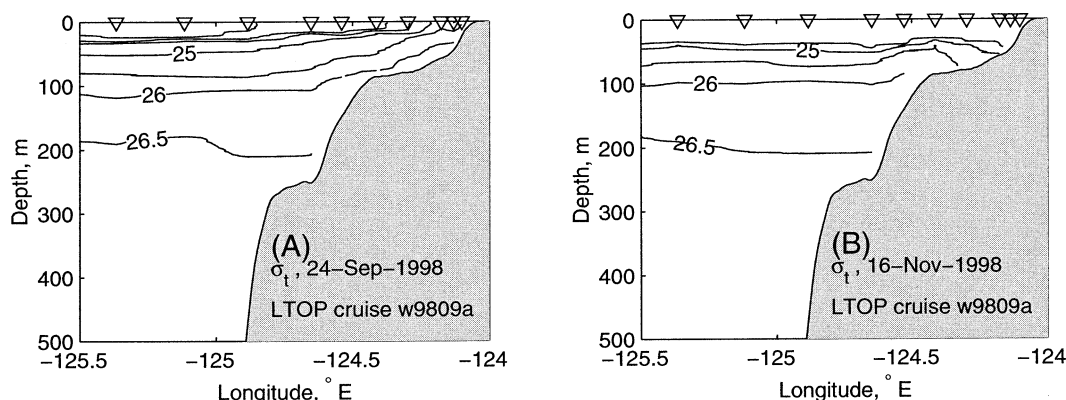 0
100
200
300
400
500
Depth, m
25
26
26.5
(A)
σt , 24−Sep−1998
LTOP cruise w9809a
−125.5
−125
−124.5
−124
Longitude, ° E
0
100
200
300
400
500
Depth, m
25
26
26.5
(B)
σt , 16−Nov−1998
LTOP cruise w9809a
−125.5
−125
−124.5
−124
Longitude, ° E